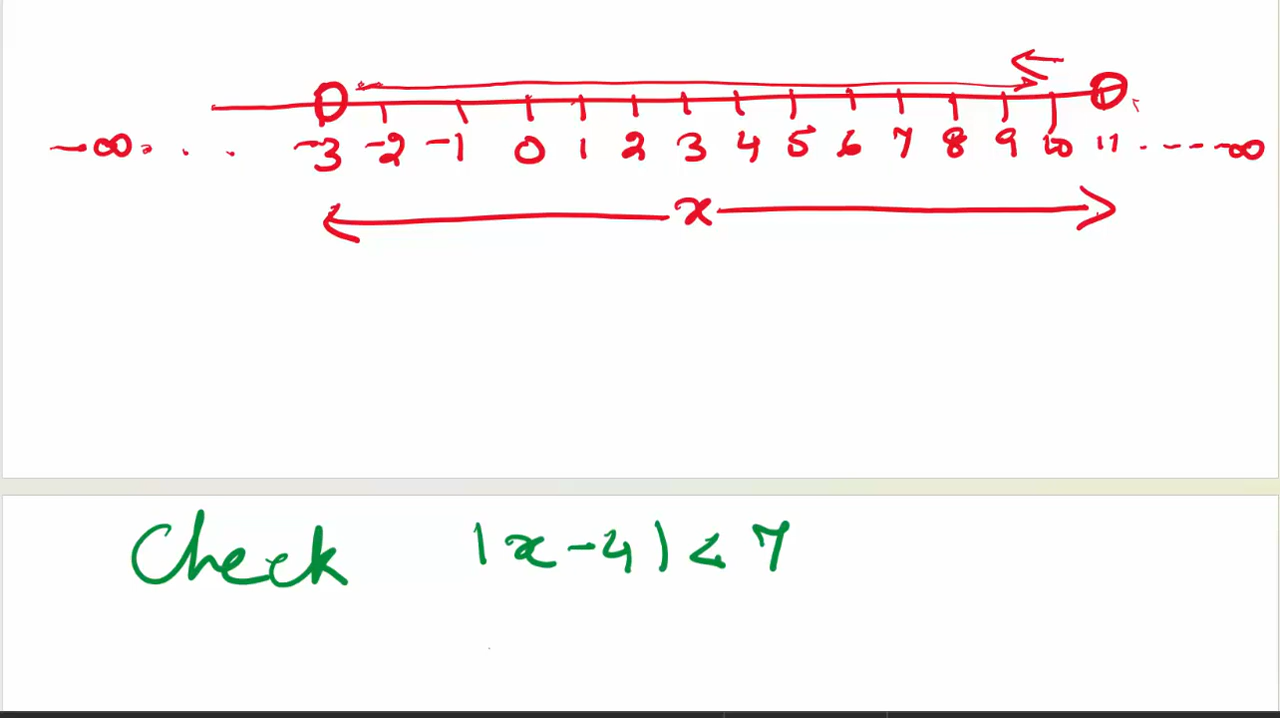 -∞. . . -3 -2 -1 0 1 2 3 4 5 6 7 8 9 10 11 . - - - -∞
x
Check |x-4|<7